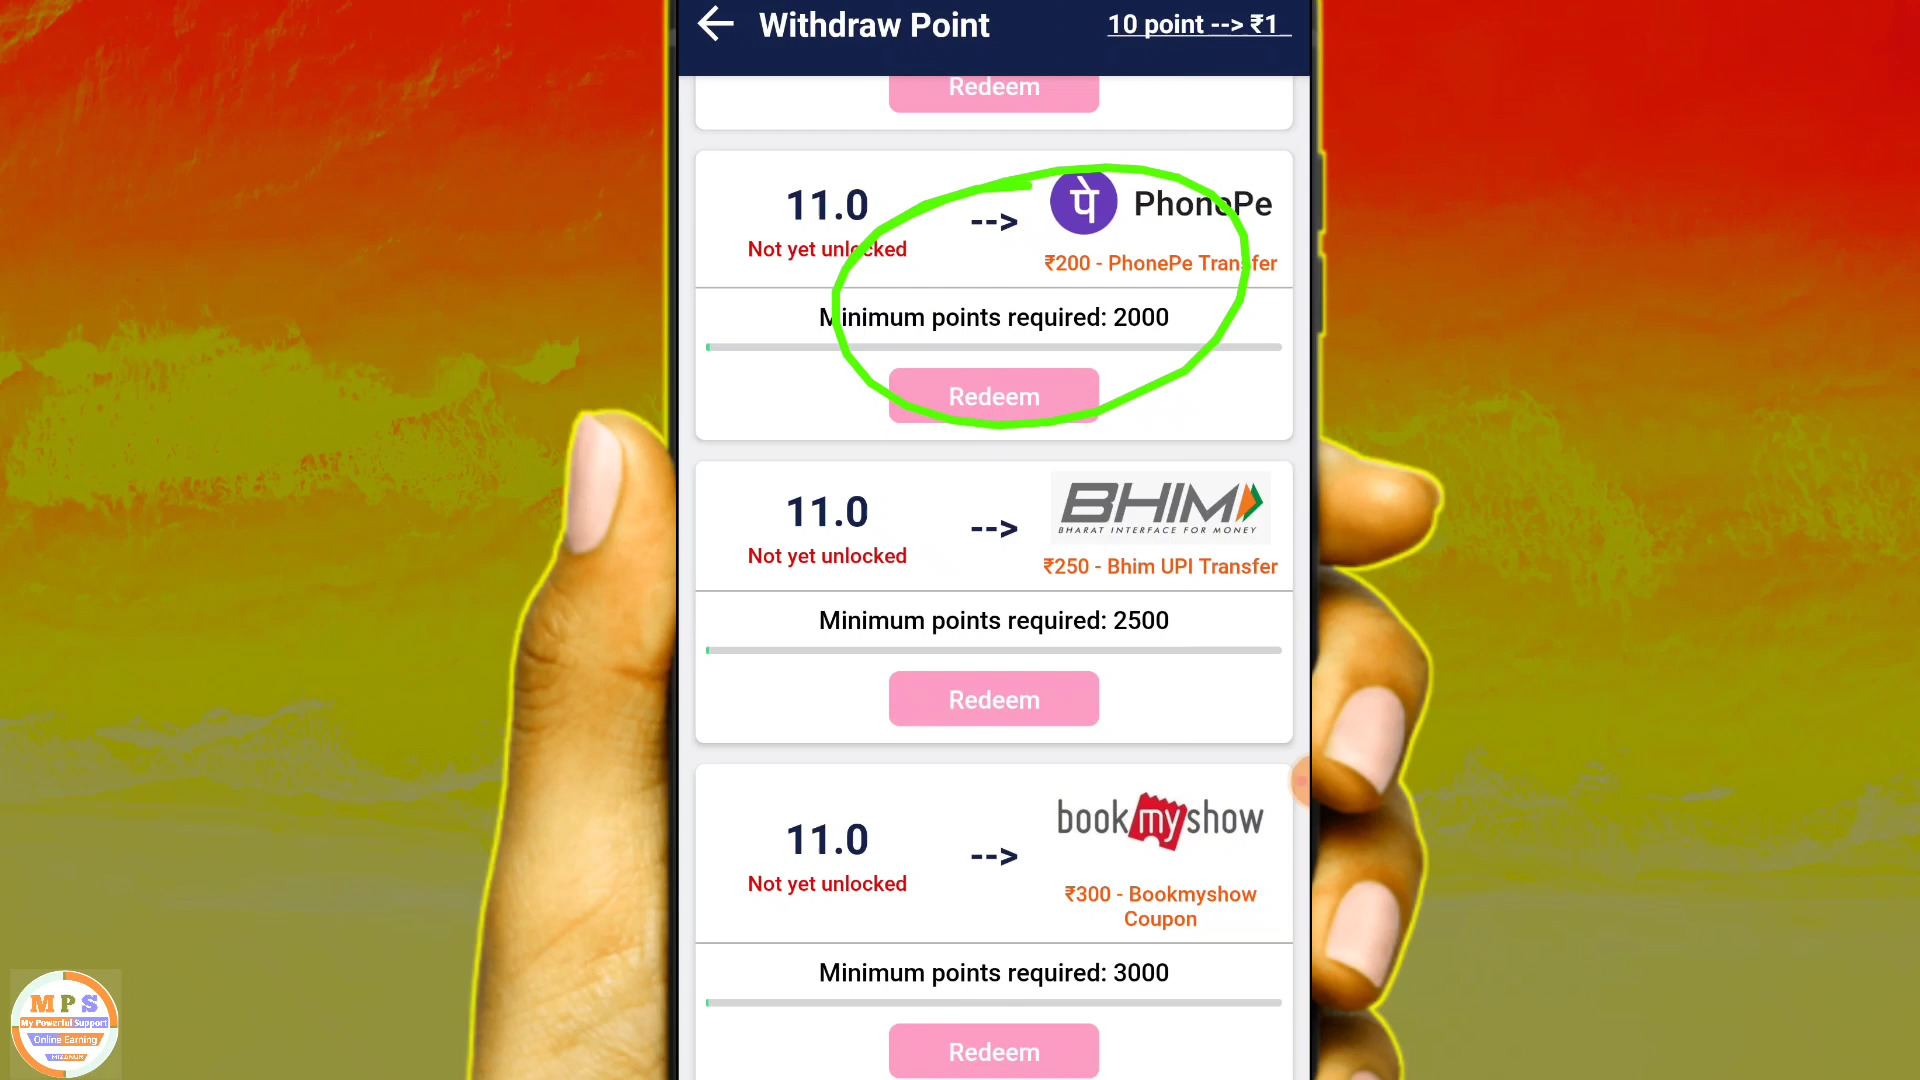 Withdraw Point
10 point --> ₹1
Redeem
11.0
Not yet unlocked
-->
पे PhonePe
₹200 - PhonePe Transfer
Minimum points required: 2000
Redeem
11.0
Not yet unlocked
-->
BHIM
BHARAT INTERFACE FOR MONEY
₹250 - Bhim UPI Transfer
Minimum points required: 2500
Redeem
11.0
Not yet unlocked
-->
bookmyshow
₹300 - Bookmyshow
Coupon
Minimum points required: 3000
Redeem
M P S
My Powerful Support
Online Earning
MIZANUR